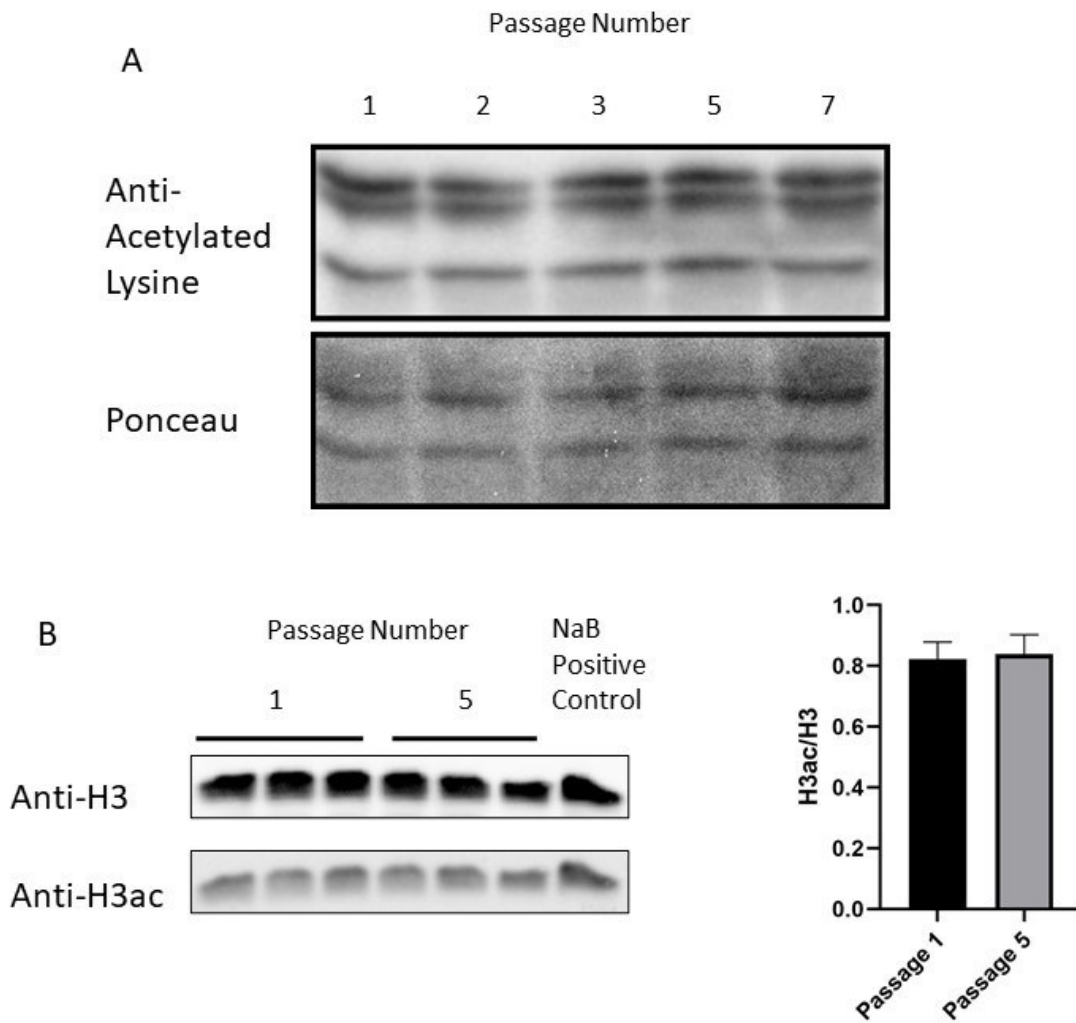 Passage Number
A
1 2 3 5 7
Anti-
Acetylated
Lysine
Ponceau
B
Passage Number
1 5
NaB
Positive
Control
Anti-H3
Anti-H3ac
1.0
0.8
0.6
0.4
0.2
0.0
H3ac/H3
Passage 1
Passage 5